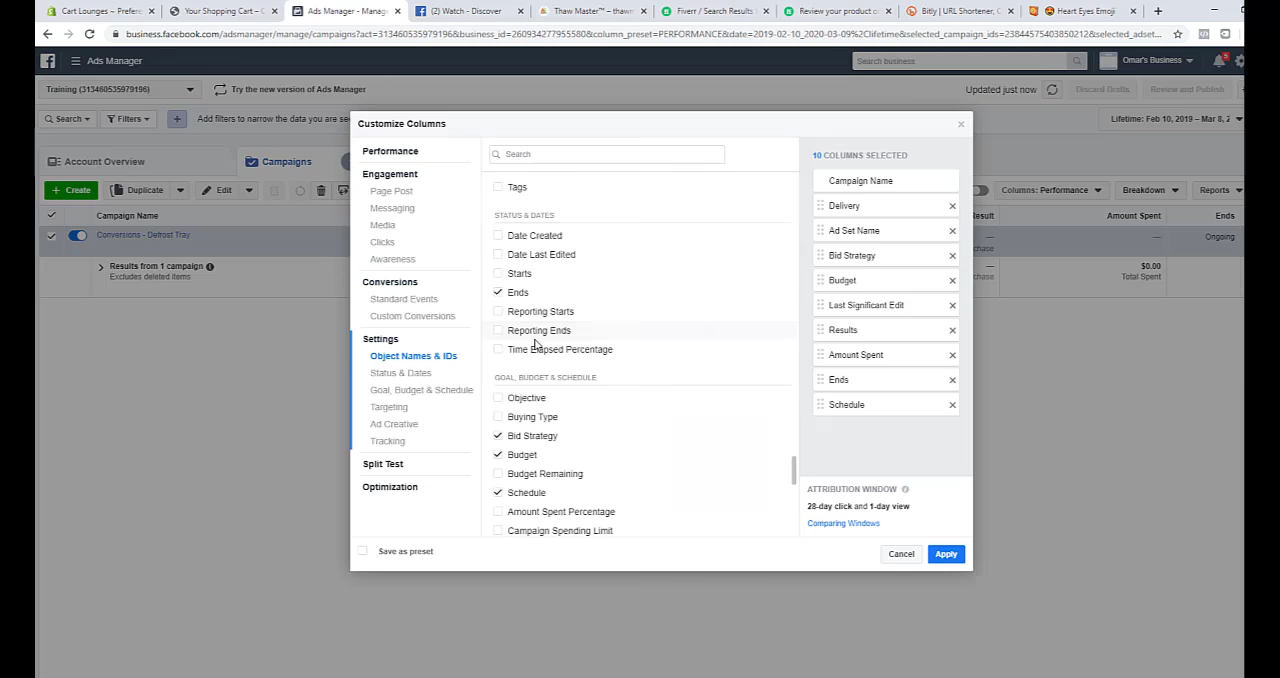 Cart Lounges – Prefere
Your Shopping Cart – C
Ads Manager - Manag
(2) Watch - Discover
Thaw Master™ – thawn
Fiverr / Search Results
Review your product o
Bitly | URL Shortener, C
Heart Eyes Emoji
business.facebook.com/adsmanager/manage/campaigns?act=313460535979196&business_id=260934277955580&column_preset=PERFORMANCE&date=2019-02-10_2020-03-09%2Clifetime&selected_campaign_ids=23844575403850212&selected_adset...
Ads Manager
Search business
Omar's Business
Training (313460535979196)
Try the new version of Ads Manager
Updated just now
Discard Drafts
Review and Publish
Search
Filters
Add filters to narrow the data you are see
Lifetime: Feb 10, 2019 – Mar 8, 2
Account Overview
Campaigns
Create
Duplicate
Edit
Columns: Performance
Breakdown
Reports
Campaign Name
Result
Amount Spent
Ends
Conversions - Defrost Tray
—
chase
—
Ongoing
Results from 1 campaign
Excludes deleted items
—
chase
$0.00
Total Spent
Customize Columns
Performance
Engagement
Page Post
Messaging
Media
Clicks
Awareness
Conversions
Standard Events
Custom Conversions
Settings
Object Names & IDs
Status & Dates
Goal, Budget & Schedule
Targeting
Ad Creative
Tracking
Split Test
Optimization
Search
Tags
STATUS & DATES
Date Created
Date Last Edited
Starts
Ends
Reporting Starts
Reporting Ends
Time Elapsed Percentage
GOAL, BUDGET & SCHEDULE
Objective
Buying Type
Bid Strategy
Budget
Budget Remaining
Schedule
Amount Spent Percentage
Campaign Spending Limit
10 COLUMNS SELECTED
Campaign Name
Delivery
Ad Set Name
Bid Strategy
Budget
Last Significant Edit
Results
Amount Spent
Ends
Schedule
ATTRIBUTION WINDOW
28-day click and 1-day view
Comparing Windows
Save as preset
Cancel
Apply